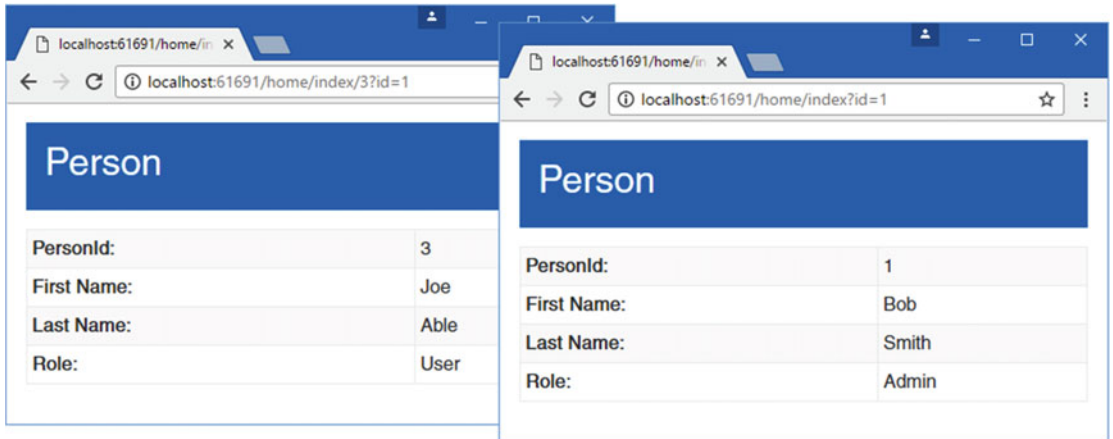 localhost:61691/home/in
localhost:61691/home/index/3?id=1
Person
PersonId: 3
First Name: Joe
Last Name: Able
Role: User
localhost:61691/home/in
localhost:61691/home/index?id=1
Person
PersonId: 1
First Name: Bob
Last Name: Smith
Role: Admin